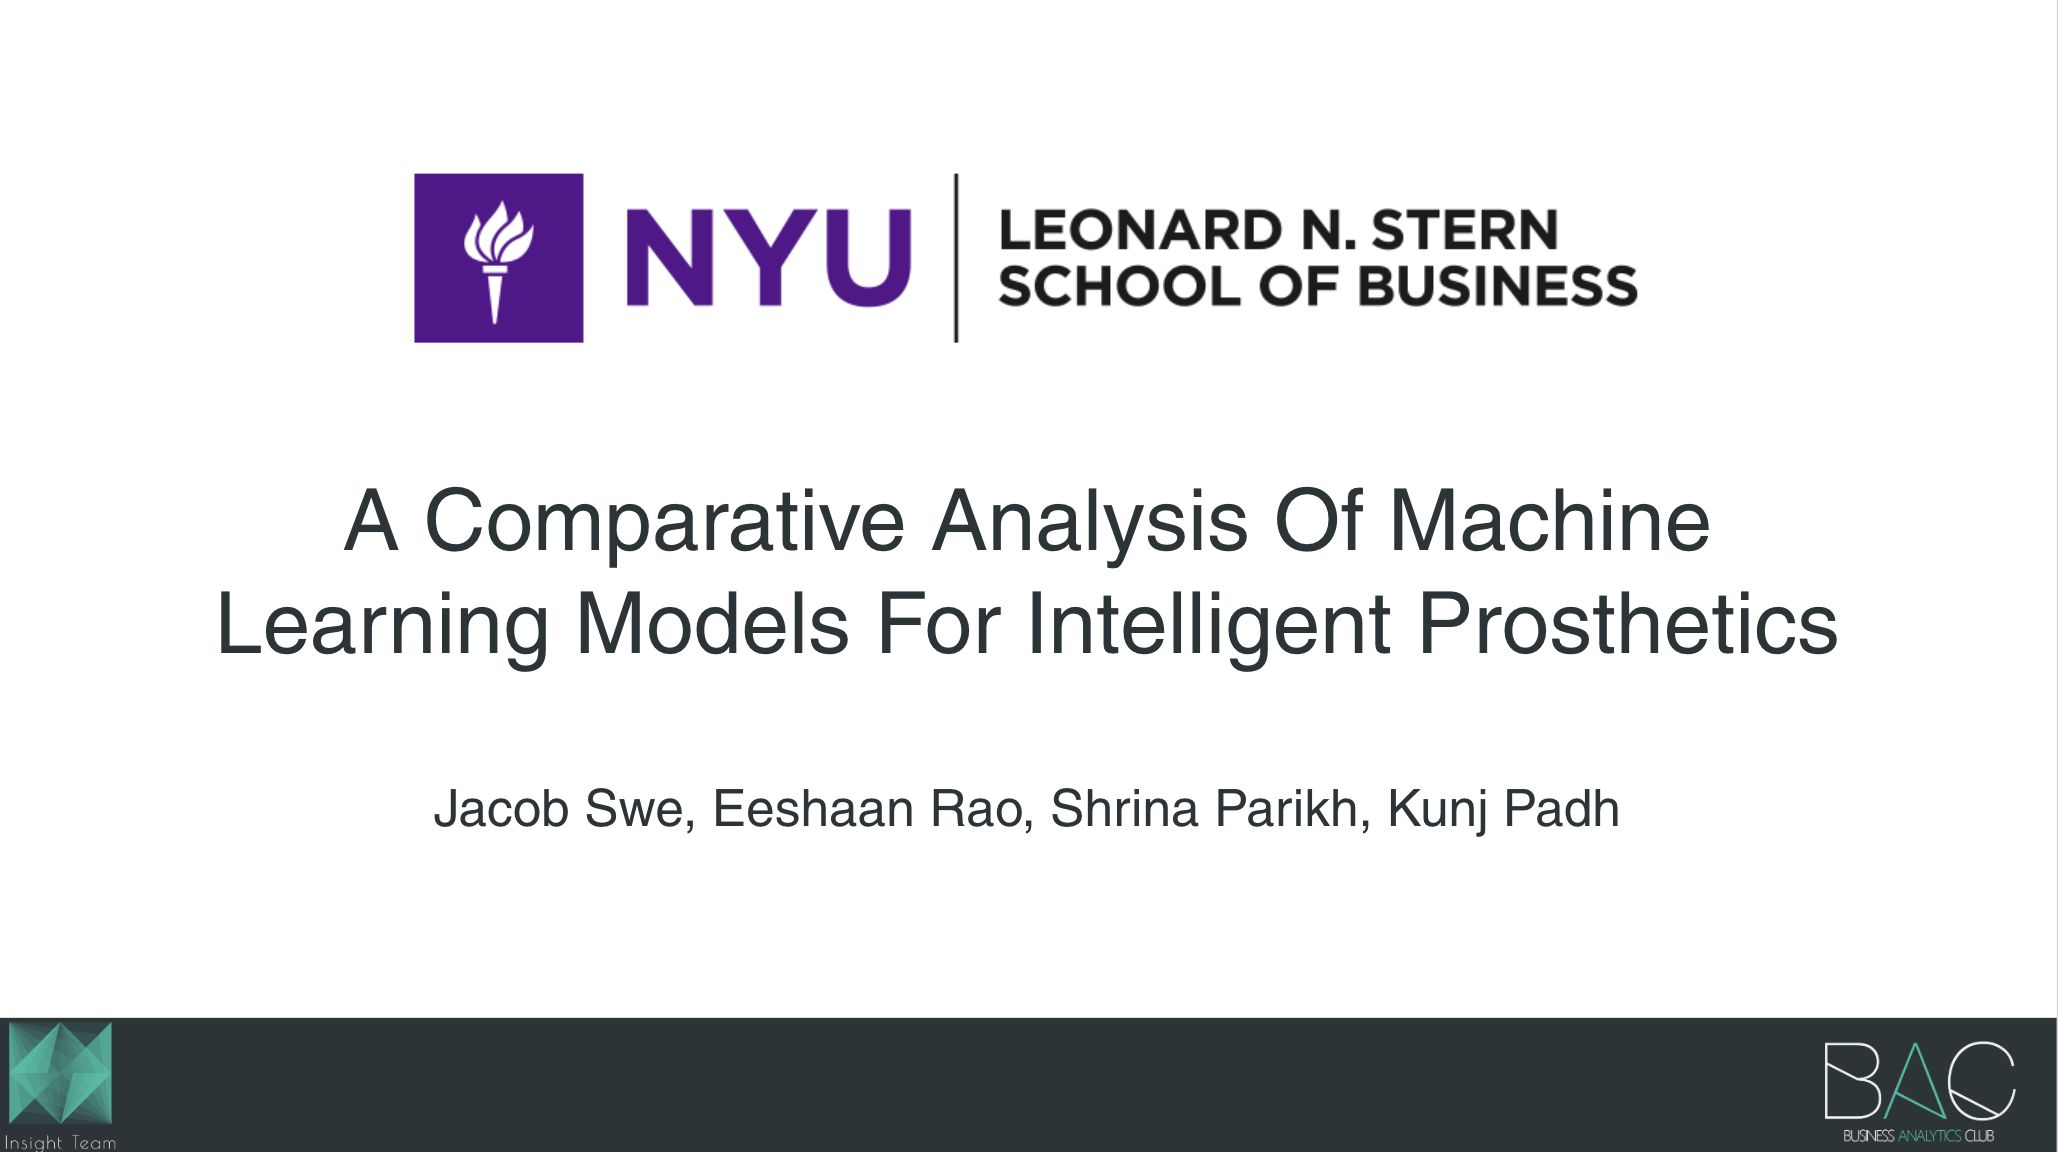 NYU
LEONARD N. STERN
SCHOOL OF BUSINESS
A Comparative Analysis Of Machine
Learning Models For Intelligent Prosthetics
Jacob Swe, Eeshaan Rao, Shrina Parikh, Kunj Padh
Insight Team
BAC
BUSINESS ANALYTICS CLUB